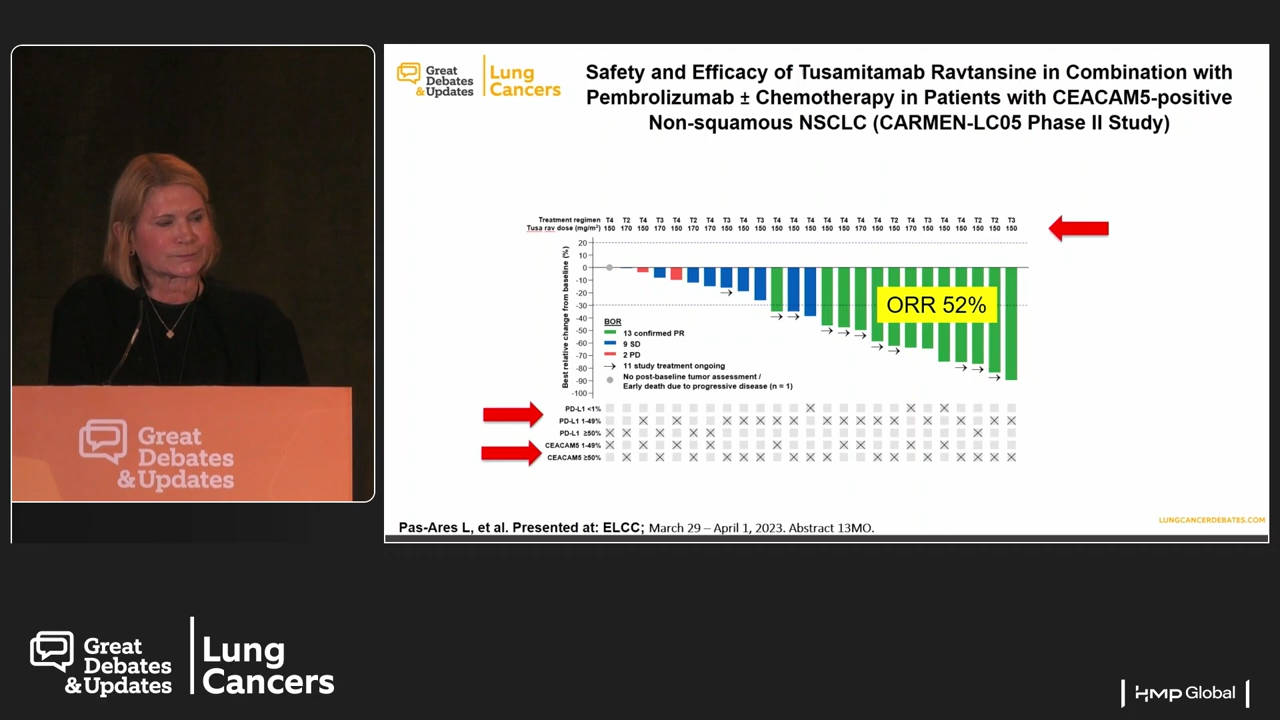 Great
Debates
& Updates
Lung
Cancers
Safety and Efficacy of Tusamitamab Ravtansine in Combination with
Pembrolizumab ± Chemotherapy in Patients with CEACAM5-positive
Non-squamous NSCLC (CARMEN-LC05 Phase II Study)
Treatment regimen T4 T2 T4 T3 T4 T2 T4 T3 T4 T3 T4 T4 T2 T4 T4 T4 T2 T2 T4 T3 T4 T4 T2 T2 T3
Tusa rav dose (mg/m²) 150 170 150 170 150 170 170 150 150 150 150 150 150 150 150 150 150 150 170 150 150 150 150 150 150
Best relative change from baseline (%)
20
10
0
-10
-20
-30
-40
-50
-60
-70
-80
-90
-100
ORR 52%
BOR
13 confirmed PR
9 SD
2 PD
11 study treatment ongoing
No post-baseline tumor assessment /
Early death due to progressive disease (n = 1)
PD-L1 <1%
PD-L1 1-49%
PD-L1 ≥50%
CEACAM5 1-49%
CEACAM5 ≥50%
Pas-Ares L, et al. Presented at: ELCC; March 29 – April 1, 2023. Abstract 13MO.
LUNGCANCERDEBATES.COM
Great
Debates
& Updates
Great
Debates
& Updates
Lung
Cancers
HMP Global